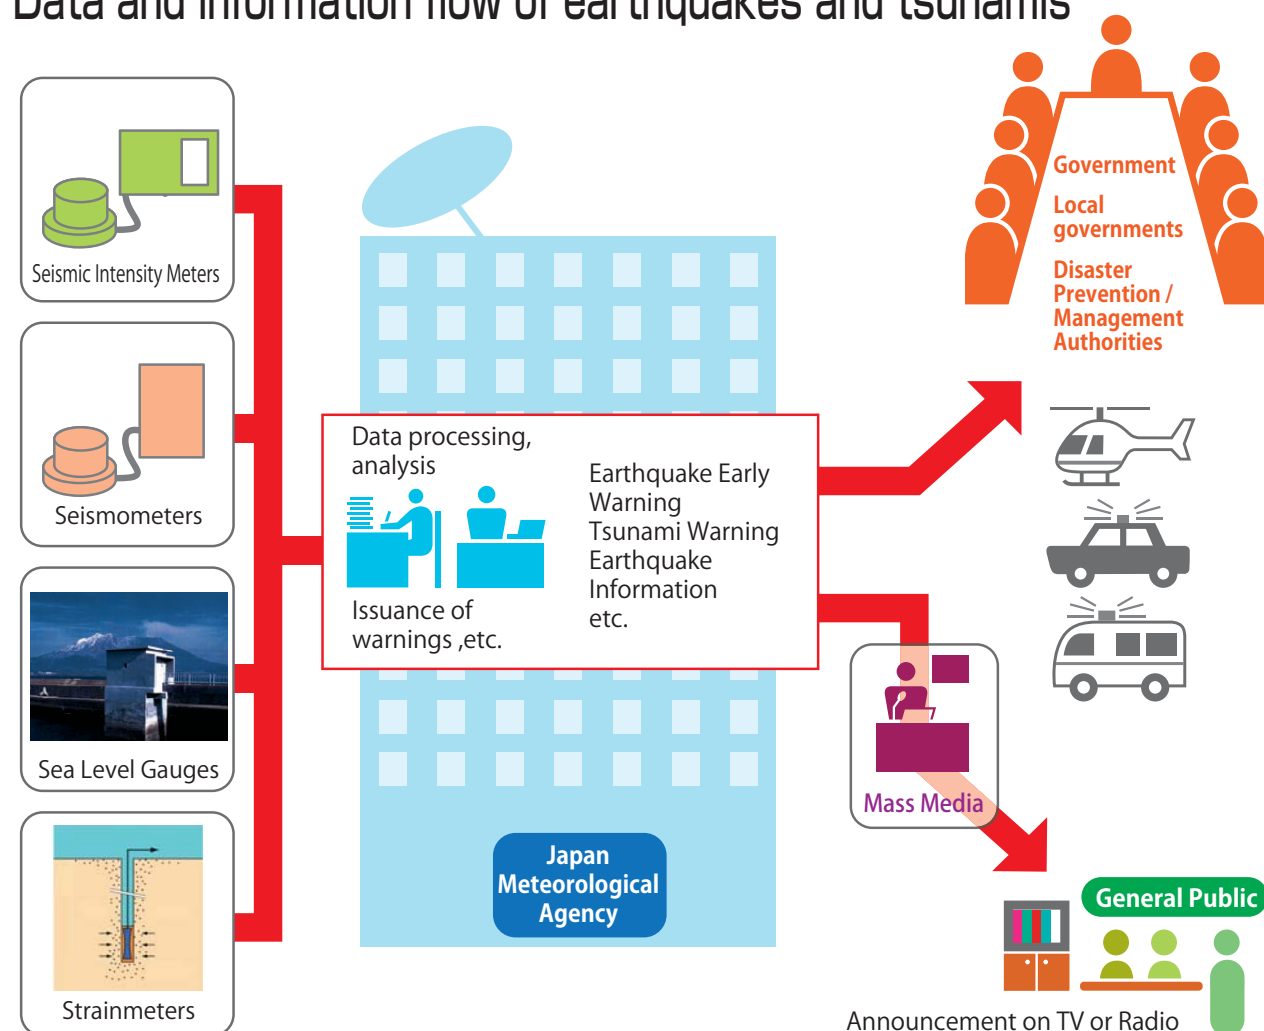 Data and information flow of earthquakes and tsunamis
Seismic Intensity Meters
Seismometers
Sea Level Gauges
Strainmeters
Data processing,
analysis
Issuance of
warnings ,etc.
Earthquake Early
Warning
Tsunami Warning
Earthquake
Information
etc.
Japan
Meteorological
Agency
Government
Local
governments
Disaster
Prevention /
Management
Authorities
Mass Media
General Public
Announcement on TV or Radio